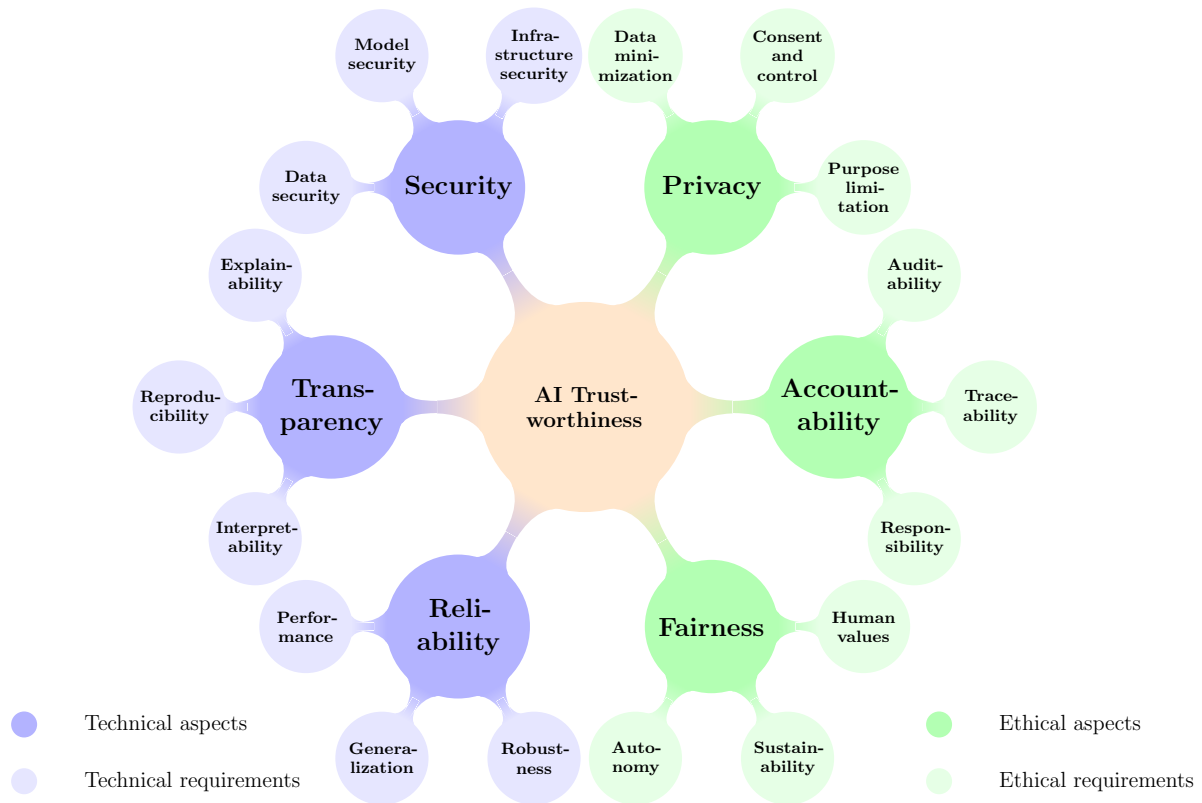 Model
security
Infra-
structure
security
Data
mini-
mization
Consent
and
control
Data
security
Security
Privacy
Purpose
limi-
tation
Explain-
ability
Audit-
ability
Reprodu-
cibility
Trans-
parency
AI Trust-
worthiness
Account-
ability
Trace-
ability
Interpret-
ability
Respon-
sibility
Perfor-
mance
Reli-
ability
Fairness
Human
values
Genera-
lization
Robust-
ness
Auto-
nomy
Sustain-
ability
Technical aspects
Technical requirements
Ethical aspects
Ethical requirements